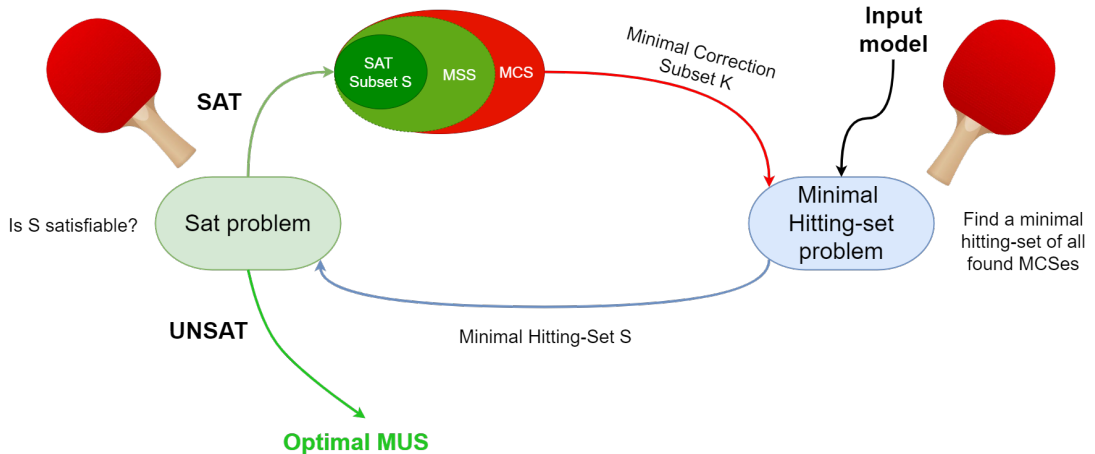 Input
model
Minimal Correction
Subset K
SAT
Subset S
MSS
MCS
SAT
Is S satisfiable?
Sat problem
Minimal
Hitting-set
problem
Find a minimal
hitting-set of all
found MCSes
UNSAT
Minimal Hitting-Set S
Optimal MUS